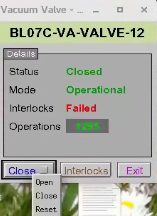 Vacuum Valve -
BL07C-VA-VALVE-12
Details
Status Closed
Mode Operational
Interlocks Failed
Operations
Close Interlocks Exit
Open
Close
Reset